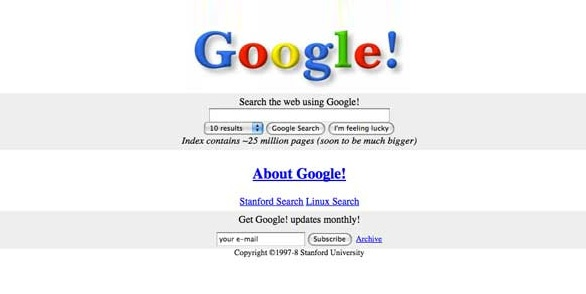 Google!
Search the web using Google!
10 results Google Search I'm feeling lucky
Index contains ~25 million pages (soon to be much bigger)
About Google!
Stanford Search Linux Search
Get Google! updates monthly!
your e-mail Subscribe Archive
Copyright ©1997-8 Stanford University